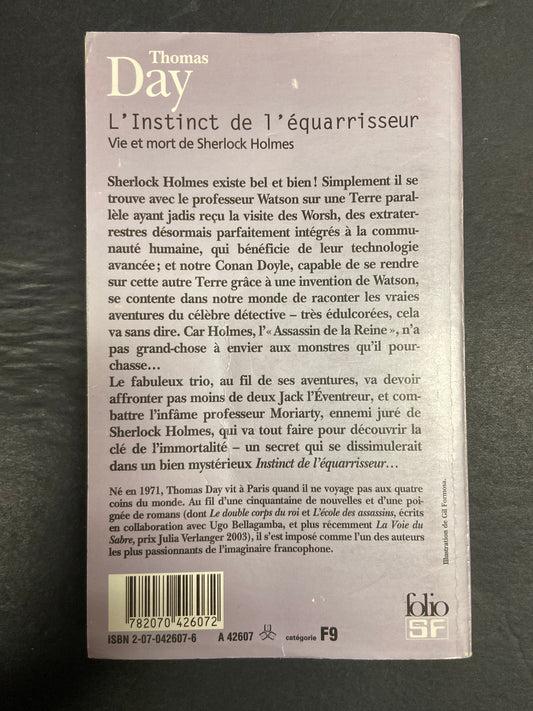 Thomas
Day
L'Instinct de l'équarrisseur
Vie et mort de Sherlock Holmes
Sherlock Holmes existe bel et bien ! Simplement il se
trouve avec le professeur Watson sur une Terre paral-
lèle ayant jadis reçu la visite des Worsh, des extrater-
restres désormais parfaitement intégrés à la commu-
nauté humaine, qui bénéficie de leur technologie
avancée ; et notre Conan Doyle, capable de se rendre
sur cette autre Terre grâce à une invention de Watson,
se contente dans notre monde de raconter les vraies
aventures du célèbre détective – très édulcorées, cela
va sans dire. Car Holmes, l'« Assassin de la Reine », n'a
pas grand-chose à envier aux monstres qu'il pour-
chasse…
Le fabuleux trio, au fil de ses aventures, va devoir
affronter pas moins de deux Jack l'Éventreur, et com-
battre l'infâme professeur Moriarty, ennemi juré de
Sherlock Holmes, qui va tout faire pour découvrir la
clé de l'immortalité – un secret qui se dissimulerait
dans un bien mystérieux Instinct de l'équarrisseur…
Né en 1971, Thomas Day vit à Paris quand il ne voyage pas aux quatre
coins du monde. Au fil d'une cinquantaine de nouvelles et d'une poi-
gnée de romans (dont Le double corps du roi et L'école des assassins, écrits
en collaboration avec Ugo Bellagamba, et plus récemment La Voie du
Sabre, prix Julia Verlanger 2003), il s'est imposé comme l'un des auteurs
les plus passionnants de l'imaginaire francophone.
Illustration de Gil Formosa.
9 782070 426072
ISBN 2-07-042607-6 A 42607 catégorie F9
folio
SF